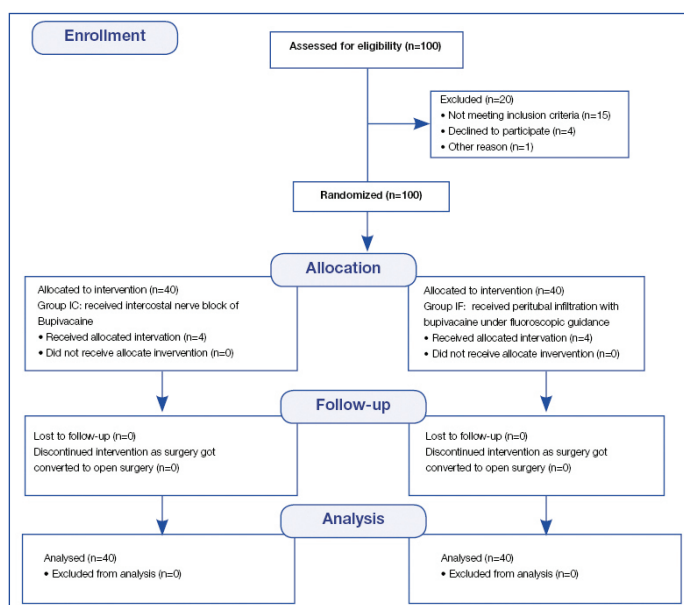 Enrollment
Assessed for eligibility (n=100)
Excluded (n=20)
• Not meeting inclusion criteria (n=15)
• Declined to participate (n=4)
• Other reason (n=1)
Randomized (n=100)
Allocation
Allocated to intervention (n=40)
Group IC: received intercostal nerve block of
Bupivacaine
• Received allocated intervation (n=4)
• Did not receive allocate invervention (n=0)
Allocated to intervention (n=40)
Group IF: received peritubal infiltration with
bupivacaine under fluoroscopic guidance
• Received allocated intervation (n=4)
• Did not receive allocate invervention (n=0)
Follow-up
Lost to follow-up (n=0)
Discontinued intervention as surgery got
converted to open surgery (n=0)
Lost to follow-up (n=0)
Discontinued intervention as surgery got
converted to open surgery (n=0)
Analysis
Analysed (n=40)
• Excluded from analysis (n=0)
Analysed (n=40)
• Excluded from analysis (n=0)